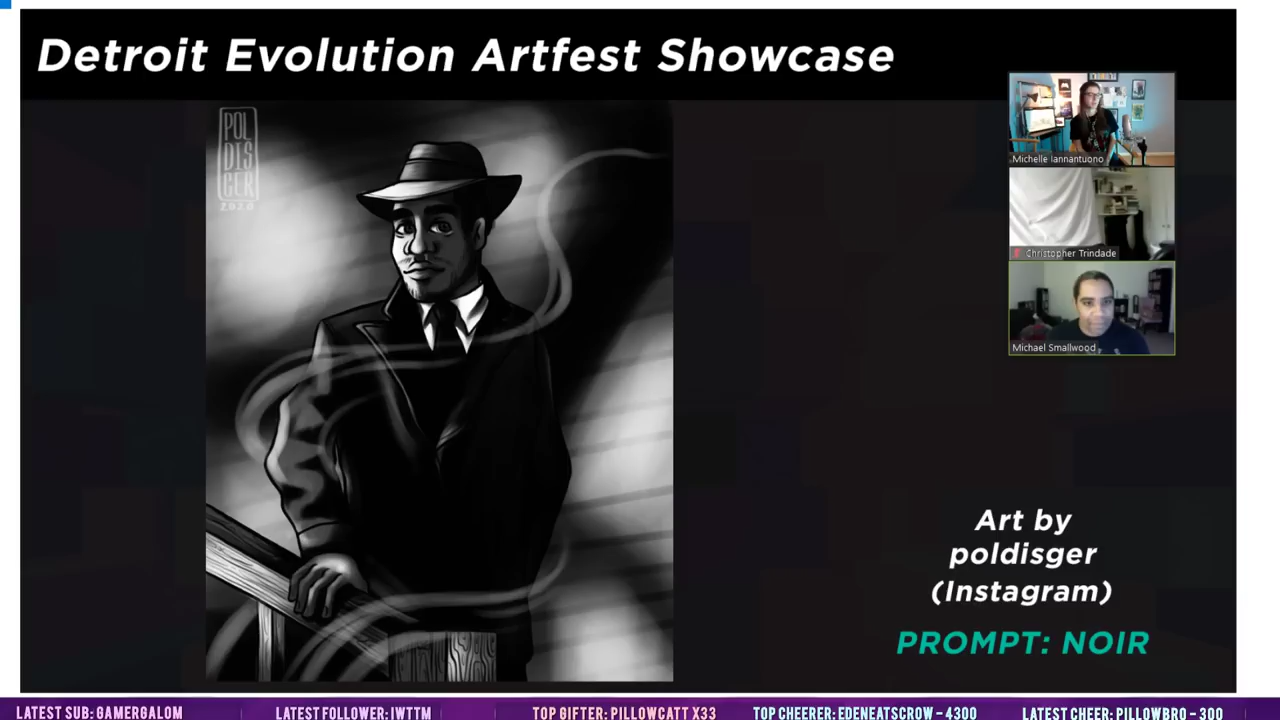 Detroit Evolution Artfest Showcase
POL
DIS
GER
2020
Michelle Iannantuono
Christopher Trindade
Michael Smallwood
Art by
poldisger
(Instagram)
PROMPT: NOIR
LATEST SUB: GAMERGALOM
LATEST FOLLOWER: IWTTM
TOP GIFTER: PILLOWCATT X33
TOP CHEERER: EDENEATSCROW - 4300
LATEST CHEER: PILLOWBRO - 300